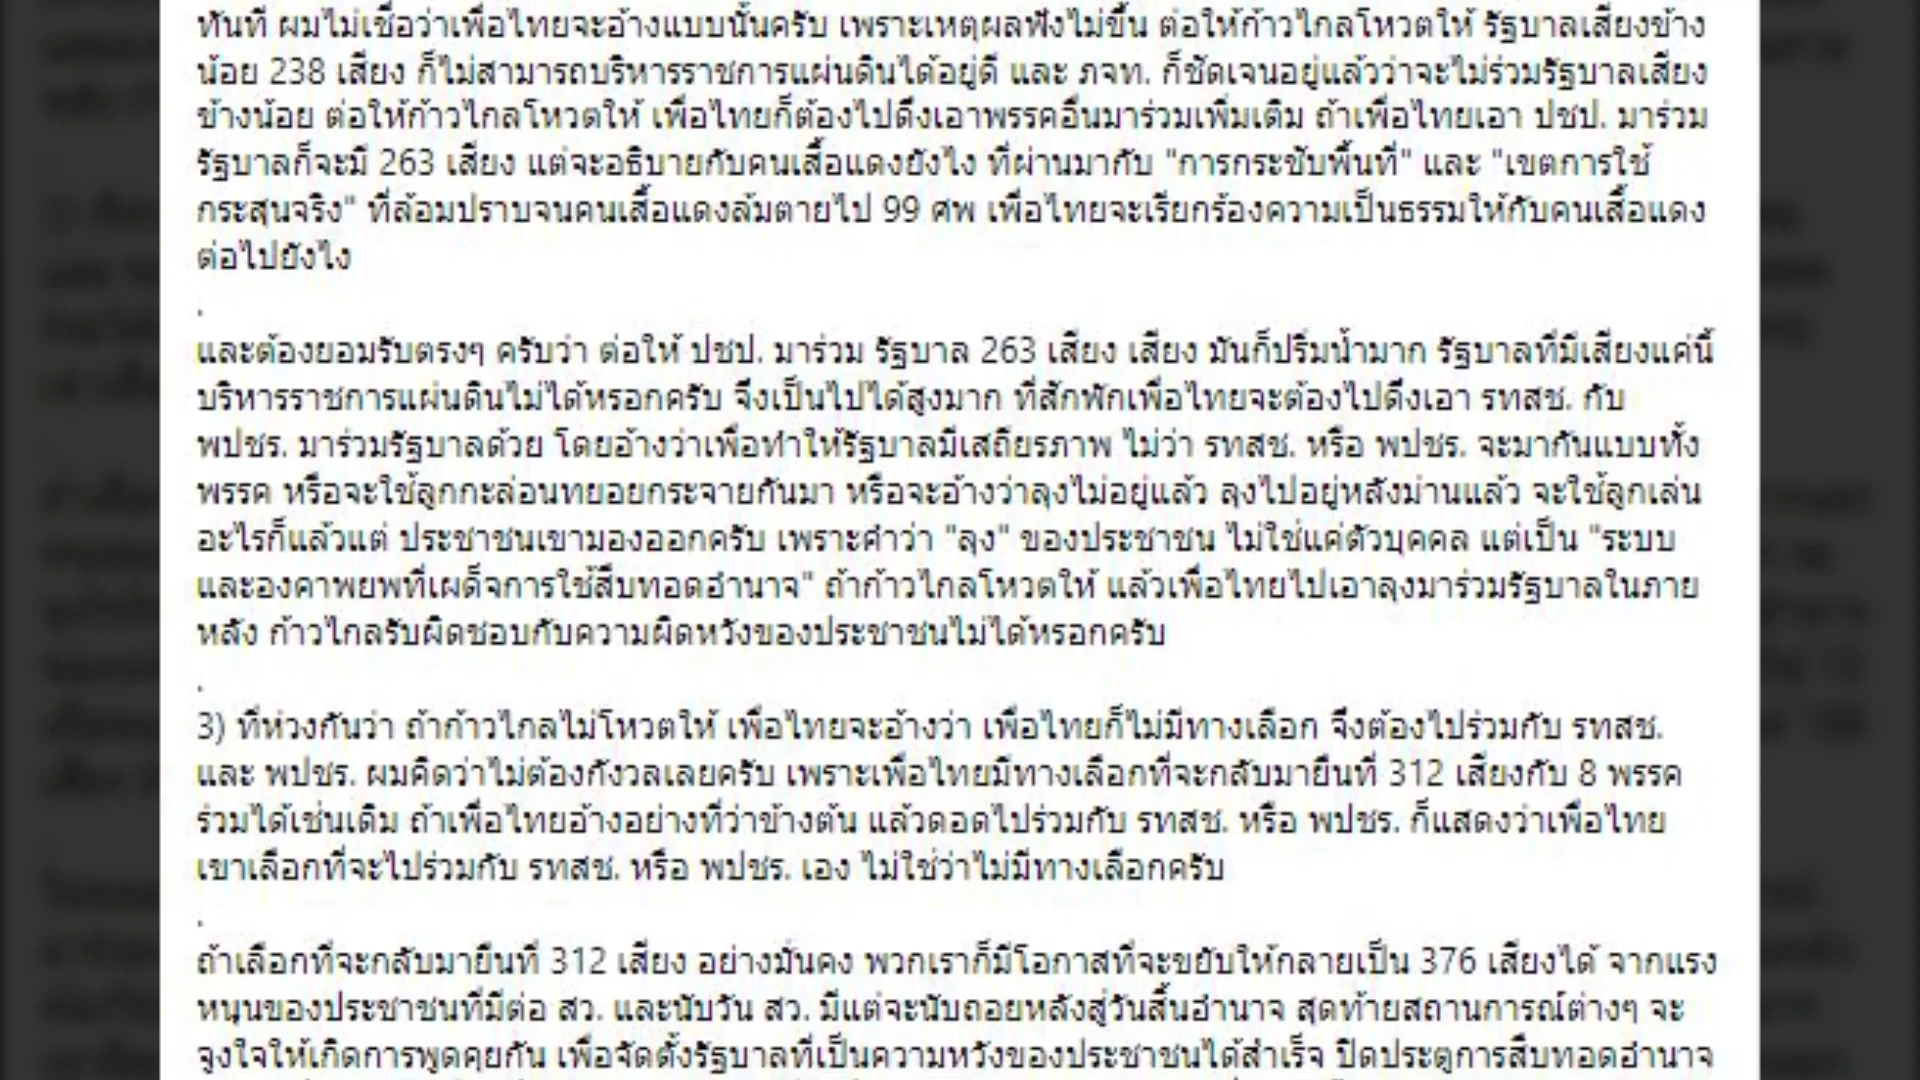 ทันที ผมไม่เชื่อว่าเพื่อไทยจะอ้างแบบนั้นครับ เพราะเหตุผลฟังไม่ขึ้น ต่อให้ก้าวไกลโหวตให้ รัฐบาลเสียงข้าง
น้อย 238 เสียง ก็ไม่สามารถบริหารราชการแผ่นดินได้อยู่ดี และ ภจท. ก็ชัดเจนอยู่แล้วว่าจะไม่ร่วมรัฐบาลเสียง
ข้างน้อย ต่อให้ก้าวไกลโหวตให้ เพื่อไทยก็ต้องไปดึงเอาพรรคอื่นมาร่วมเพิ่มเติม ถ้าเพื่อไทยเอา ปชป. มาร่วม
รัฐบาลก็จะมี 263 เสียง แต่จะอธิบายกับคนเสื้อแดงยังไง ที่ผ่านมากับ "การกระชับพื้นที่" และ "เขตการใช้
กระสุนจริง" ที่ล้อมปราบจนคนเสื้อแดงล้มตายไป 99 ศพ เพื่อไทยจะเรียกร้องความเป็นธรรมให้กับคนเสื้อแดง
ต่อไปยังไง
.
และต้องยอมรับตรงๆ ครับว่า ต่อให้ ปชป. มาร่วม รัฐบาล 263 เสียง เสียง มันก็ปริ่มน้ำมาก รัฐบาลที่มีเสียงแค่นี้
บริหารราชการแผ่นดินไม่ได้หรอกครับ จึงเป็นไปได้สูงมาก ที่สักพักเพื่อไทยจะต้องไปดึงเอา รทสช. กับ
พปชร. มาร่วมรัฐบาลด้วย โดยอ้างว่าเพื่อทำให้รัฐบาลมีเสถียรภาพ ไม่ว่า รทสช. หรือ พปชร. จะมากันแบบทั้ง
พรรค หรือจะใช้ลูกกะล่อนทยอยกระจายกันมา หรือจะอ้างว่าลุงไม่อยู่แล้ว ลุงไปอยู่หลังม่านแล้ว จะใช้ลูกเล่น
อะไรก็แล้วแต่ ประชาชนเขามองออกครับ เพราะคำว่า "ลุง" ของประชาชน ไม่ใช่แค่ตัวบุคคล แต่เป็น "ระบบ
และองคาพยพที่เผด็จการใช้สืบทอดอำนาจ" ถ้าก้าวไกลโหวตให้ แล้วเพื่อไทยไปเอาลุงมาร่วมรัฐบาลในภาย
หลัง ก้าวไกลรับผิดชอบกับความผิดหวังของประชาชนไม่ได้หรอกครับ
.
3) ที่ห่วงกันว่า ถ้าก้าวไกลไม่โหวตให้ เพื่อไทยจะอ้างว่า เพื่อไทยก็ไม่มีทางเลือก จึงต้องไปร่วมกับ รทสช.
และ พปชร. ผมคิดว่าไม่ต้องกังวลเลยครับ เพราะเพื่อไทยมีทางเลือกที่จะกลับมายืนที่ 312 เสียงกับ 8 พรรค
ร่วมได้เช่นเดิม ถ้าเพื่อไทยอ้างอย่างที่ว่าข้างต้น แล้วดอดไปร่วมกับ รทสช. หรือ พปชร. ก็แสดงว่าเพื่อไทย
เขาเลือกที่จะไปร่วมกับ รทสช. หรือ พปชร. เอง ไม่ใช่ว่าไม่มีทางเลือกครับ
.
ถ้าเลือกที่จะกลับมายืนที่ 312 เสียง อย่างมั่นคง พวกเราก็มีโอกาสที่จะขยับให้กลายเป็น 376 เสียงได้ จากแรง
หนุนของประชาชนที่มีต่อ สว. และนับวัน สว. มีแต่จะนับถอยหลังสู่วันสิ้นอำนาจ สุดท้ายสถานการณ์ต่างๆ จะ
จูงใจให้เกิดการพูดคุยกัน เพื่อจัดตั้งรัฐบาลที่เป็นความหวังของประชาชนได้สำเร็จ ปิดประตูการสืบทอดอำนาจ